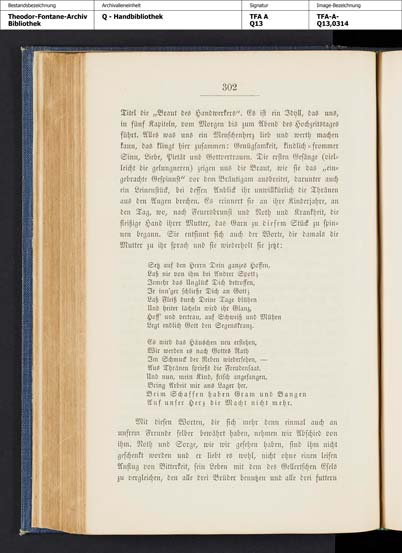 Bestandsbezeichnung
Archivalieneinheit
Signatur
Image-Bezeichnung
Theodor-Fontane-Archiv
Bibliothek
Q - Handbibliothek
TFA A
Q13
TFA-A-
Q13,0314
302
Titel die „Braut des Handwerkers“. Es ist ein Idyll, das uns,
in fünf Kapiteln, vom Morgen bis zum Abend des Hochzeitstages
führt. Alles was uns ein Menschenherz lieb und werth machen
kann, das klingt hier zusammen: Genügsamkeit, kindlich-frommer
Sinn, Liebe, Pietät und Gottvertrauen. Die ersten Gesänge (viel-
leicht die gelungneren) zeigen uns die Braut, wie sie das „ein-
gebrachte Gespinnst“ vor dem Bräutigam ausbreitet, darunter auch
ein Leinenstück, bei dessen Anblick ihr unwillkürlich die Thränen
aus den Augen brechen. Es erinnert sie an ihre Kinderjahre, an
den Tag, wo, nach Feuersbrunst und Noth und Krankheit, die
fleißige Hand ihrer Mutter, das Garn zu diesem Stück zu spin-
nen begann. Sie entsinnt sich auch der Worte, die damals die
Mutter zu ihr sprach und sie wiederholt sie jetzt:
Setz auf den Herrn Dein ganzes Hoffen,
Laß nie von ihm bei Andrer Spott;
Jemehr das Unglück Dich betroffen,
Je inn'ger schließe Dich an Gott;
Laß Fleiß durch Deine Tage blühen
Und heiter lächeln wird ihr Glanz,
Hoff' und vertrau, auf Schweiß und Mühen
Legt endlich Gott den Segenskranz.
Es wird das Häuschen neu erstehen,
Wir werden es nach Gottes Rath
Im Schmuck der Reben wiedersehen, —
Aus Thränen sprießt die Freudensaat.
Und nun, mein Kind, frisch angefangen,
Bring Arbeit mir ans Lager her,
Beim Schaffen haben Gram und Bangen
Auf unser Herz die Macht nicht mehr.
Mit diesen Worten, die sich mehr denn einmal auch an
unsrem Freunde selber bewährt haben, nehmen wir Abschied von
ihm. Noth und Sorge, wie wir gesehen haben, sind ihm nicht
geschenkt worden und er liebt es wohl, nicht ohne einen leisen
Anflug von Bitterkeit, sein Leben mit dem des Gellertschen Esels
zu vergleichen, den alle drei Brüder benutzen und alle drei futtern